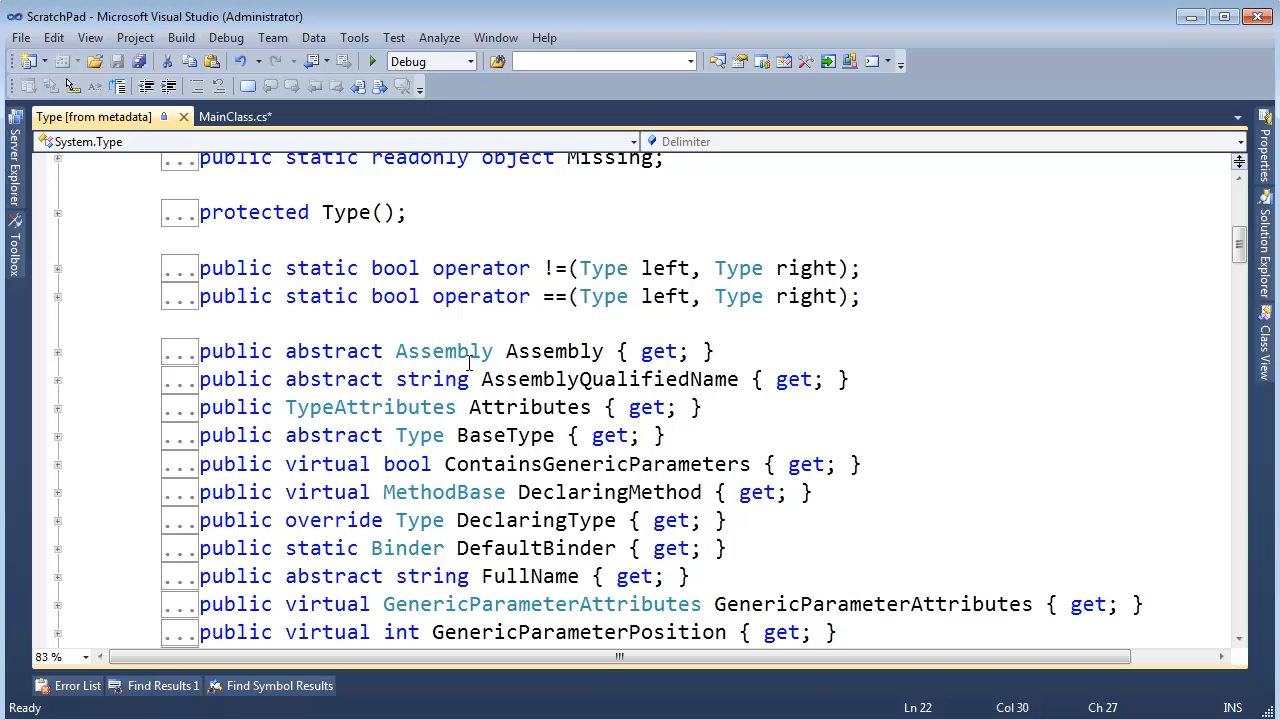 ScratchPad - Microsoft Visual Studio (Administrator)
File Edit View Project Build Debug Team Data Tools Test Analyze Window Help
Debug
Type [from metadata] MainClass.cs*
System.Type Delimiter
... public static readonly object Missing;
... protected Type();
... public static bool operator !=(Type left, Type right);
... public static bool operator ==(Type left, Type right);
... public abstract Assembly Assembly { get; }
... public abstract string AssemblyQualifiedName { get; }
... public TypeAttributes Attributes { get; }
... public abstract Type BaseType { get; }
... public virtual bool ContainsGenericParameters { get; }
... public virtual MethodBase DeclaringMethod { get; }
... public override Type DeclaringType { get; }
... public static Binder DefaultBinder { get; }
... public abstract string FullName { get; }
... public virtual GenericParameterAttributes GenericParameterAttributes { get; }
... public virtual int GenericParameterPosition { get; }
83 %
Server Explorer
Toolbox
Properties
Solution Explorer
Class View
Error List Find Results 1 Find Symbol Results
Ready Ln 22 Col 30 Ch 27 INS